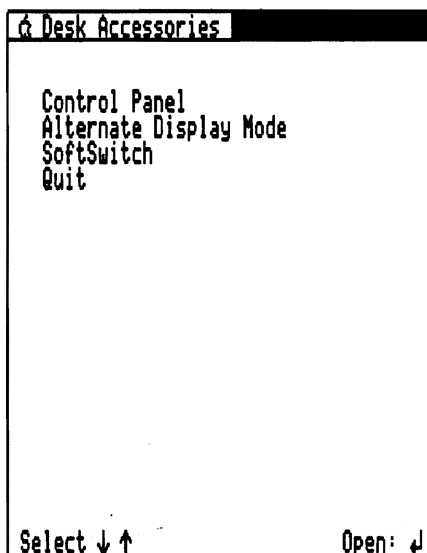 Desk Accessories
Control Panel
Alternate Display Mode
SoftSwitch
Quit
Select ↓ ↑ Open: ↵